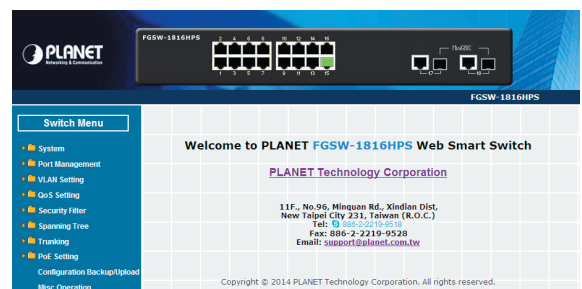 PLANET
Networking & Communication
FGSW-1816HPS
2 4 6 8 10 12 14 16
1 3 5 7 9 11 13 15
MiniGBIC
17 18
FGSW-1816HPS
Switch Menu
System
Port Management
VLAN Setting
QoS Setting
Security Filter
Spanning Tree
Trunking
PoE Setting
Configuration Backup/Upload
Misc Operation
Welcome to PLANET FGSW-1816HPS Web Smart Switch
PLANET Technology Corporation
11F., No.96, Minquan Rd., Xindian Dist,
New Taipei City 231, Taiwan (R.O.C.)
Tel: 886-2-2219-9518
Fax: 886-2-2219-9528
Email: support@planet.com.tw
Copyright © 2014 PLANET Technology Corporation. All rights reserved.